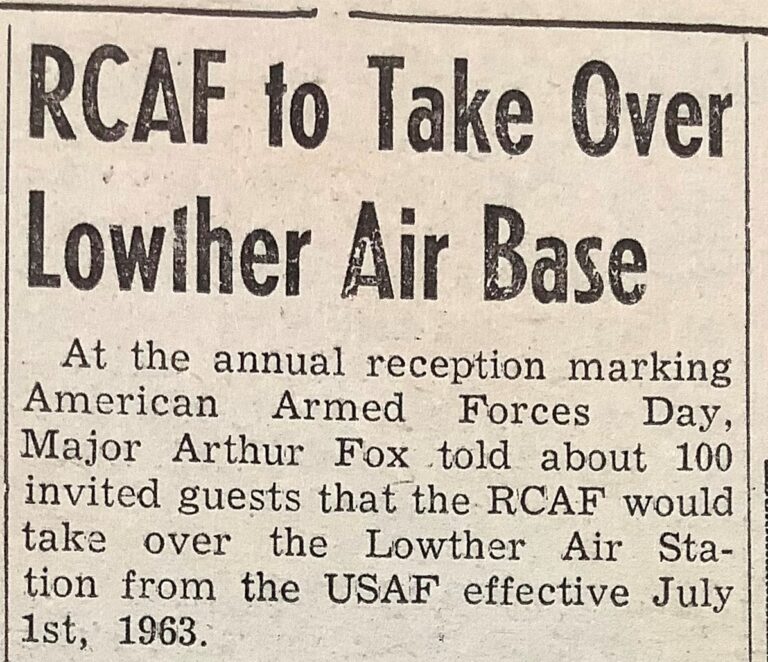 RCAF to Take Over
Lowther Air Base
At the annual reception marking
American Armed Forces Day,
Major Arthur Fox told about 100
invited guests that the RCAF would
take over the Lowther Air Sta-
tion from the USAF effective July
1st, 1963.